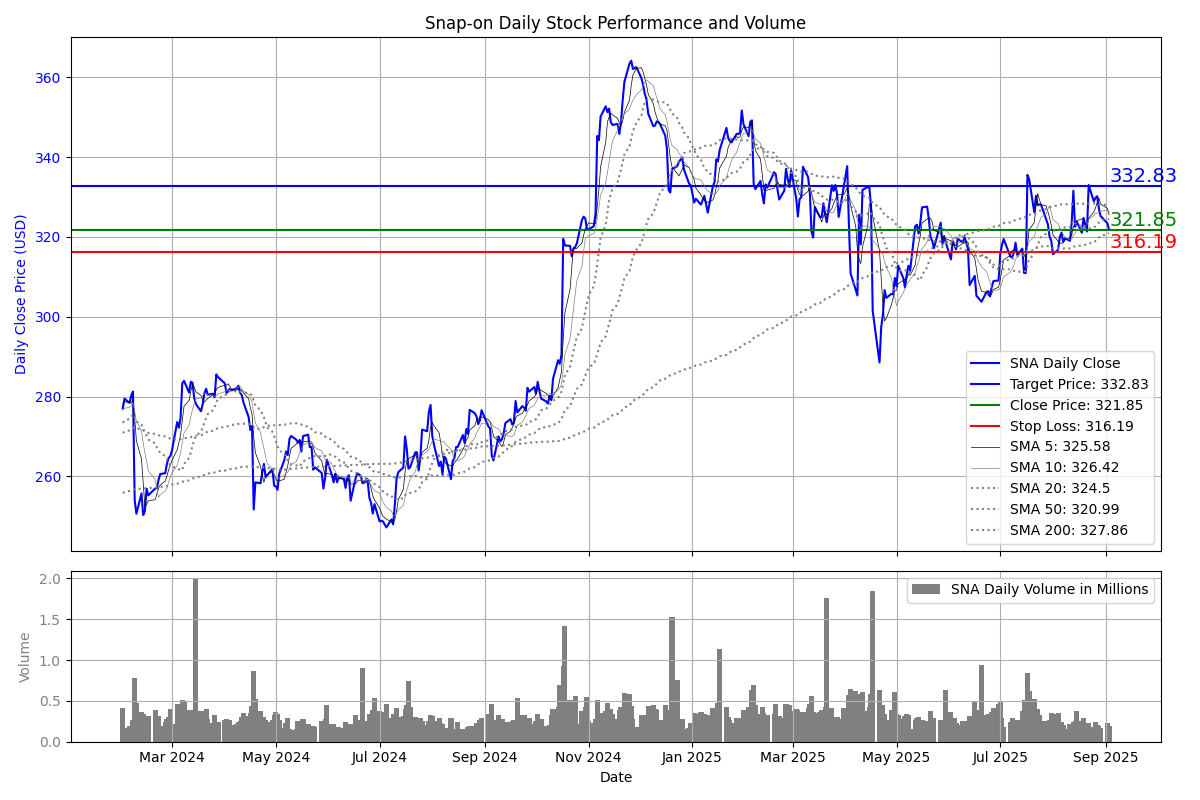 Snap-on Daily Stock Performance and Volume
Daily Close Price (USD)
360
340
320
300
280
260
332.83
321.85
316.19
SNA Daily Close
Target Price: 332.83
Close Price: 321.85
Stop Loss: 316.19
SMA 5: 325.58
SMA 10: 326.42
SMA 20: 324.5
SMA 50: 320.99
SMA 200: 327.86
Volume
2.0
1.5
1.0
0.5
0.0
SNA Daily Volume in Millions
Mar 2024 May 2024 Jul 2024 Sep 2024 Nov 2024 Jan 2025 Mar 2025 May 2025 Jul 2025 Sep 2025
Date